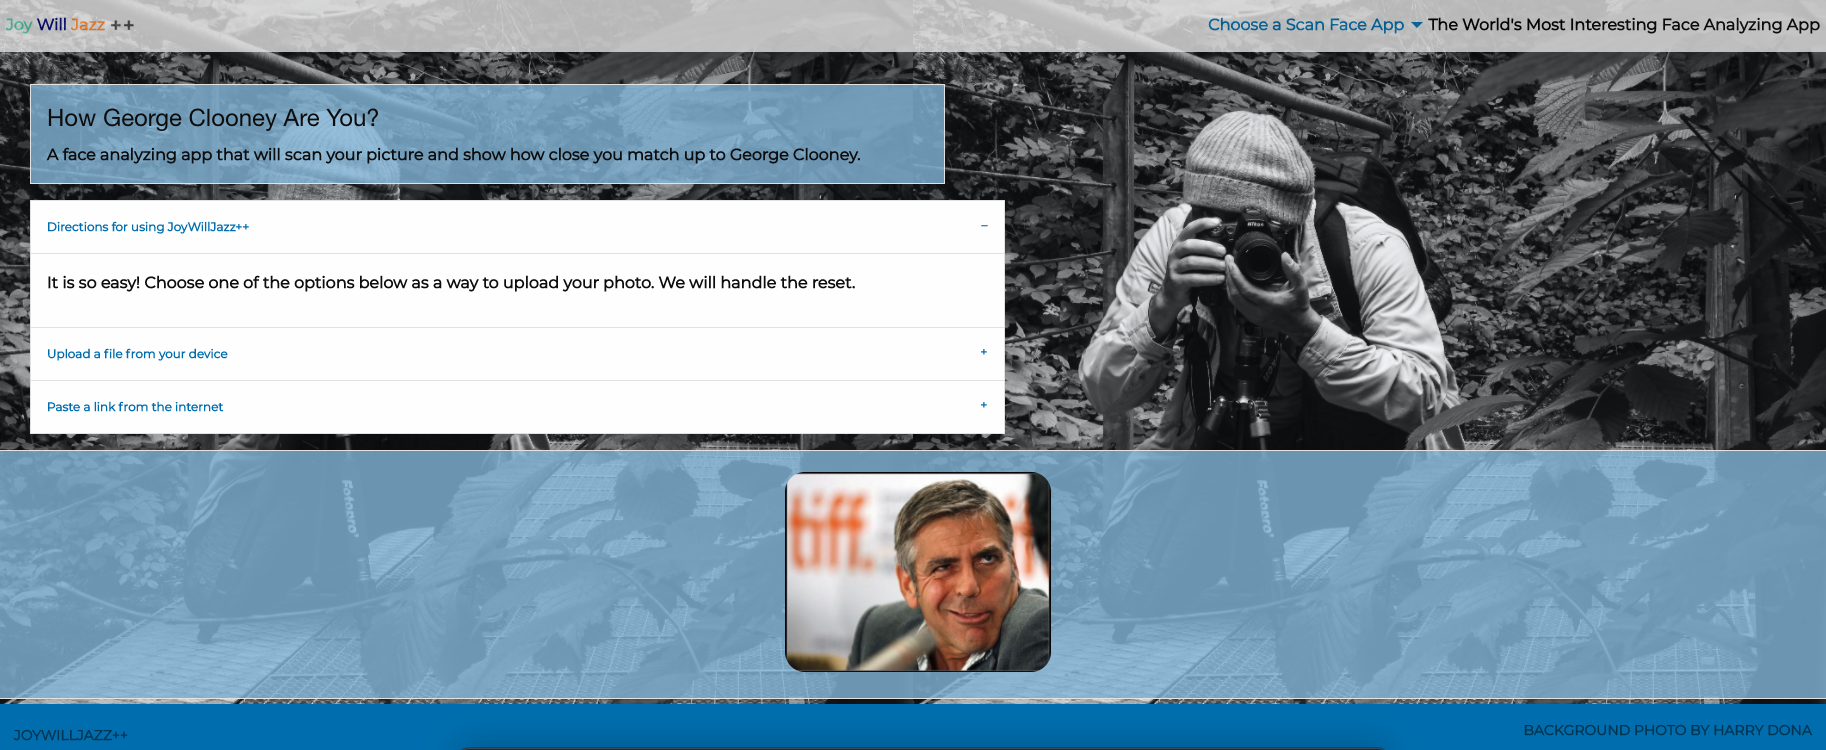 Joy Will Jazz ++
Choose a Scan Face App
The World's Most Interesting Face Analyzing App
How George Clooney Are You?
A face analyzing app that will scan your picture and show how close you match up to George Clooney.
Directions for using JoyWillJazz++ −
It is so easy! Choose one of the options below as a way to upload your photo. We will handle the reset.
Upload a file from your device +
Paste a link from the internet +
Nikon
Fotopro
Fotopro
tiff.
JOYWILLJAZZ++
BACKGROUND PHOTO BY HARRY DONA